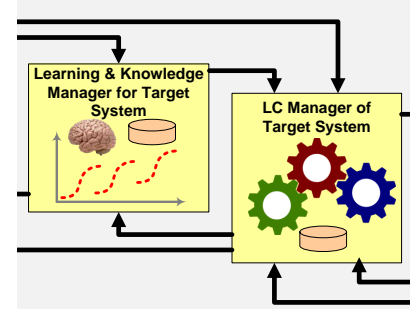 Learning & Knowledge
Manager for Target
System
LC Manager of
Target System